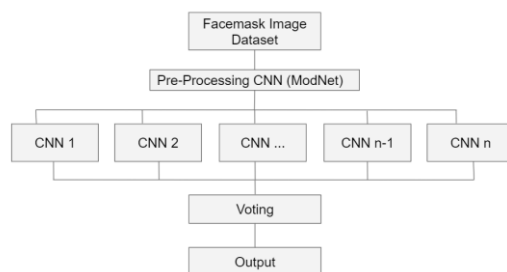 Facemask Image
Dataset
Pre-Processing CNN (ModNet)
CNN 1
CNN 2
CNN ...
CNN n-1
CNN n
Voting
Output